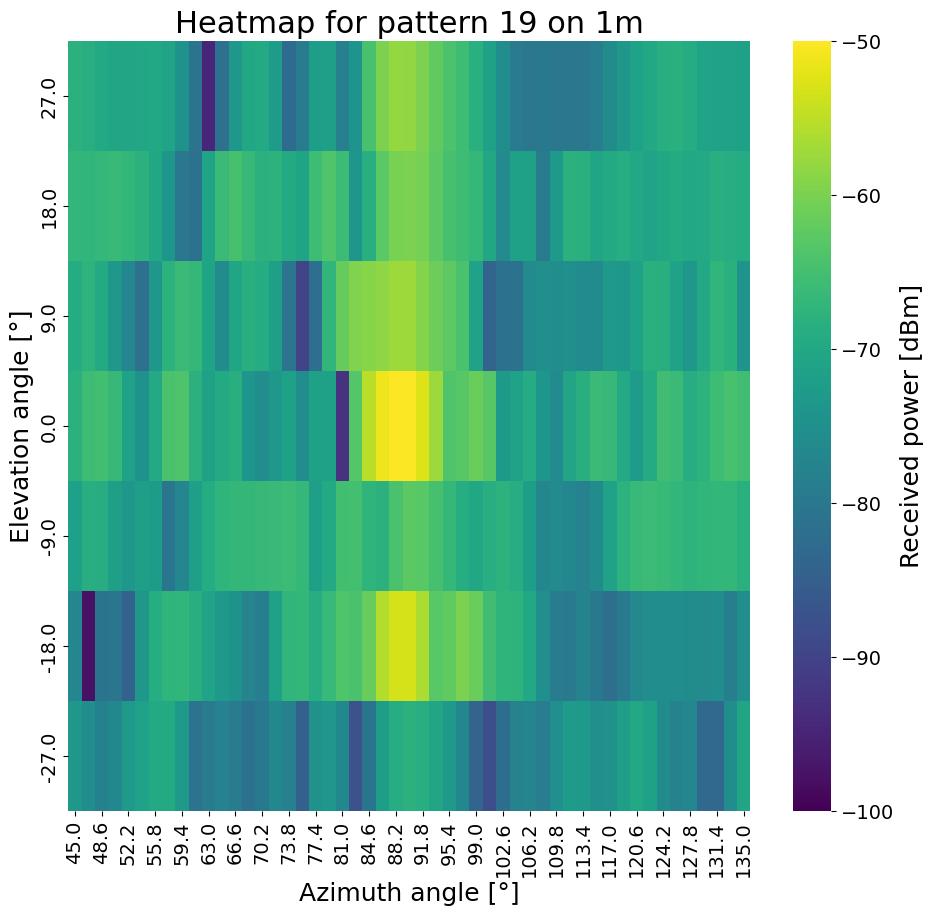 Heatmap for pattern 19 on 1m
Elevation angle [°]
27.0
18.0
9.0
0.0
-9.0
-18.0
-27.0
45.0 48.6 52.2 55.8 59.4 63.0 66.6 70.2 73.8 77.4 81.0 84.6 88.2 91.8 95.4 99.0 102.6 106.2 109.8 113.4 117.0 120.6 124.2 127.8 131.4 135.0
Azimuth angle [°]
−50
−60
−70
−80
−90
−100
Received power [dBm]